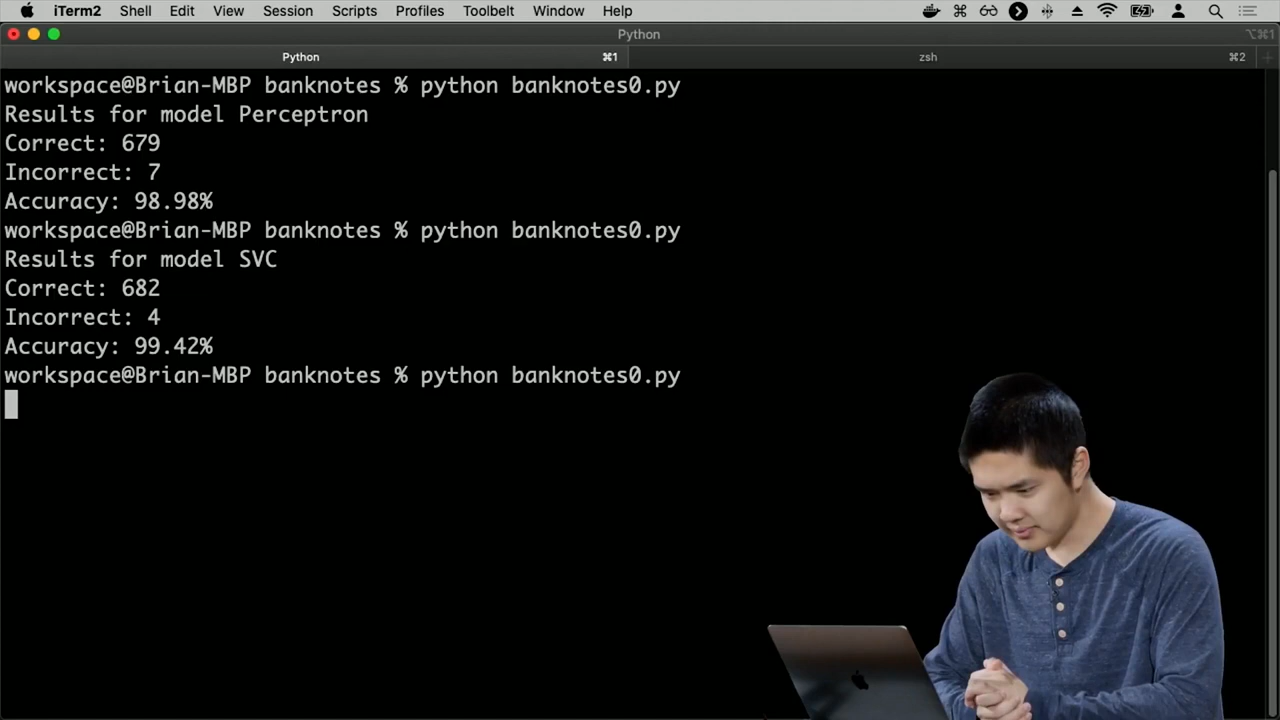 iTerm2 Shell Edit View Session Scripts Profiles Toolbelt Window Help
Python ⌥⌘1
Python ⌘1 zsh ⌘2
workspace@Brian-MBP banknotes % python banknotes0.py
Results for model Perceptron
Correct: 679
Incorrect: 7
Accuracy: 98.98%
workspace@Brian-MBP banknotes % python banknotes0.py
Results for model SVC
Correct: 682
Incorrect: 4
Accuracy: 99.42%
workspace@Brian-MBP banknotes % python banknotes0.py